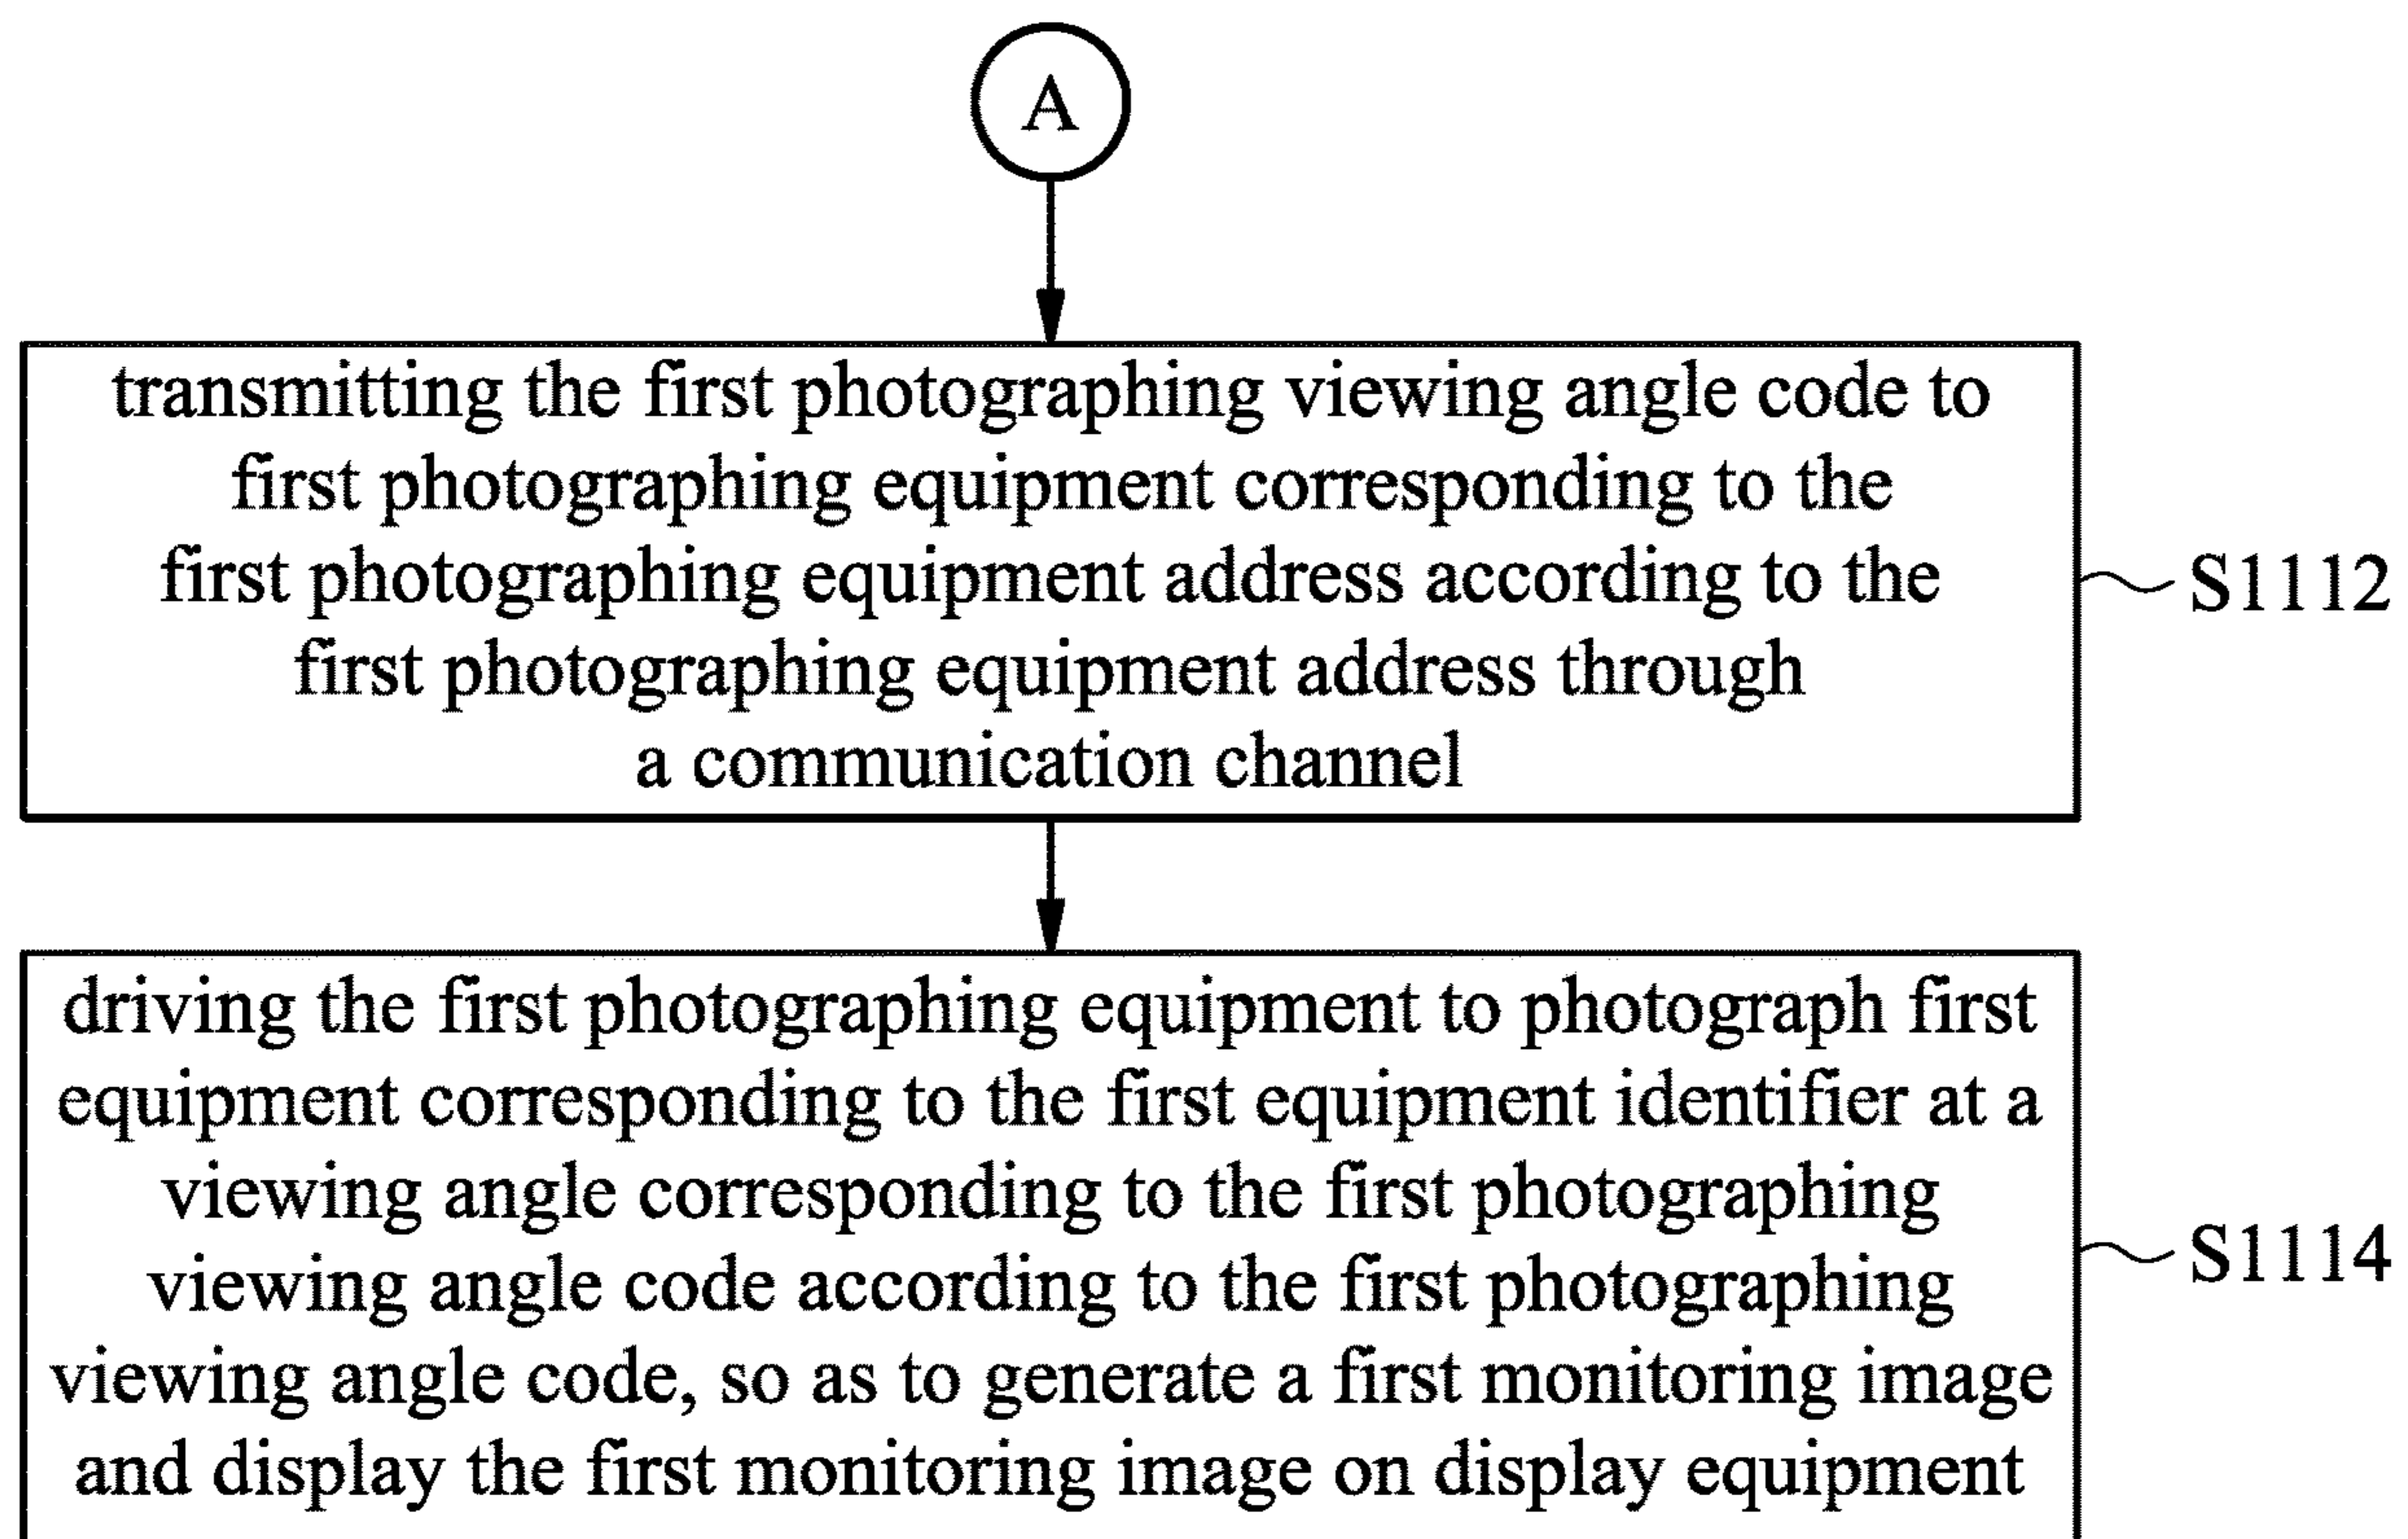 A
transmitting the first photographing viewing angle code to
first photographing equipment corresponding to the
first photographing equipment address according to the
first photographing equipment address through
a communication channel
S1112
driving the first photographing equipment to photograph first
equipment corresponding to the first equipment identifier at a
viewing angle corresponding to the first photographing
viewing angle code according to the first photographing
viewing angle code, so as to generate a first monitoring image
and display the first monitoring image on display equipment
S1114